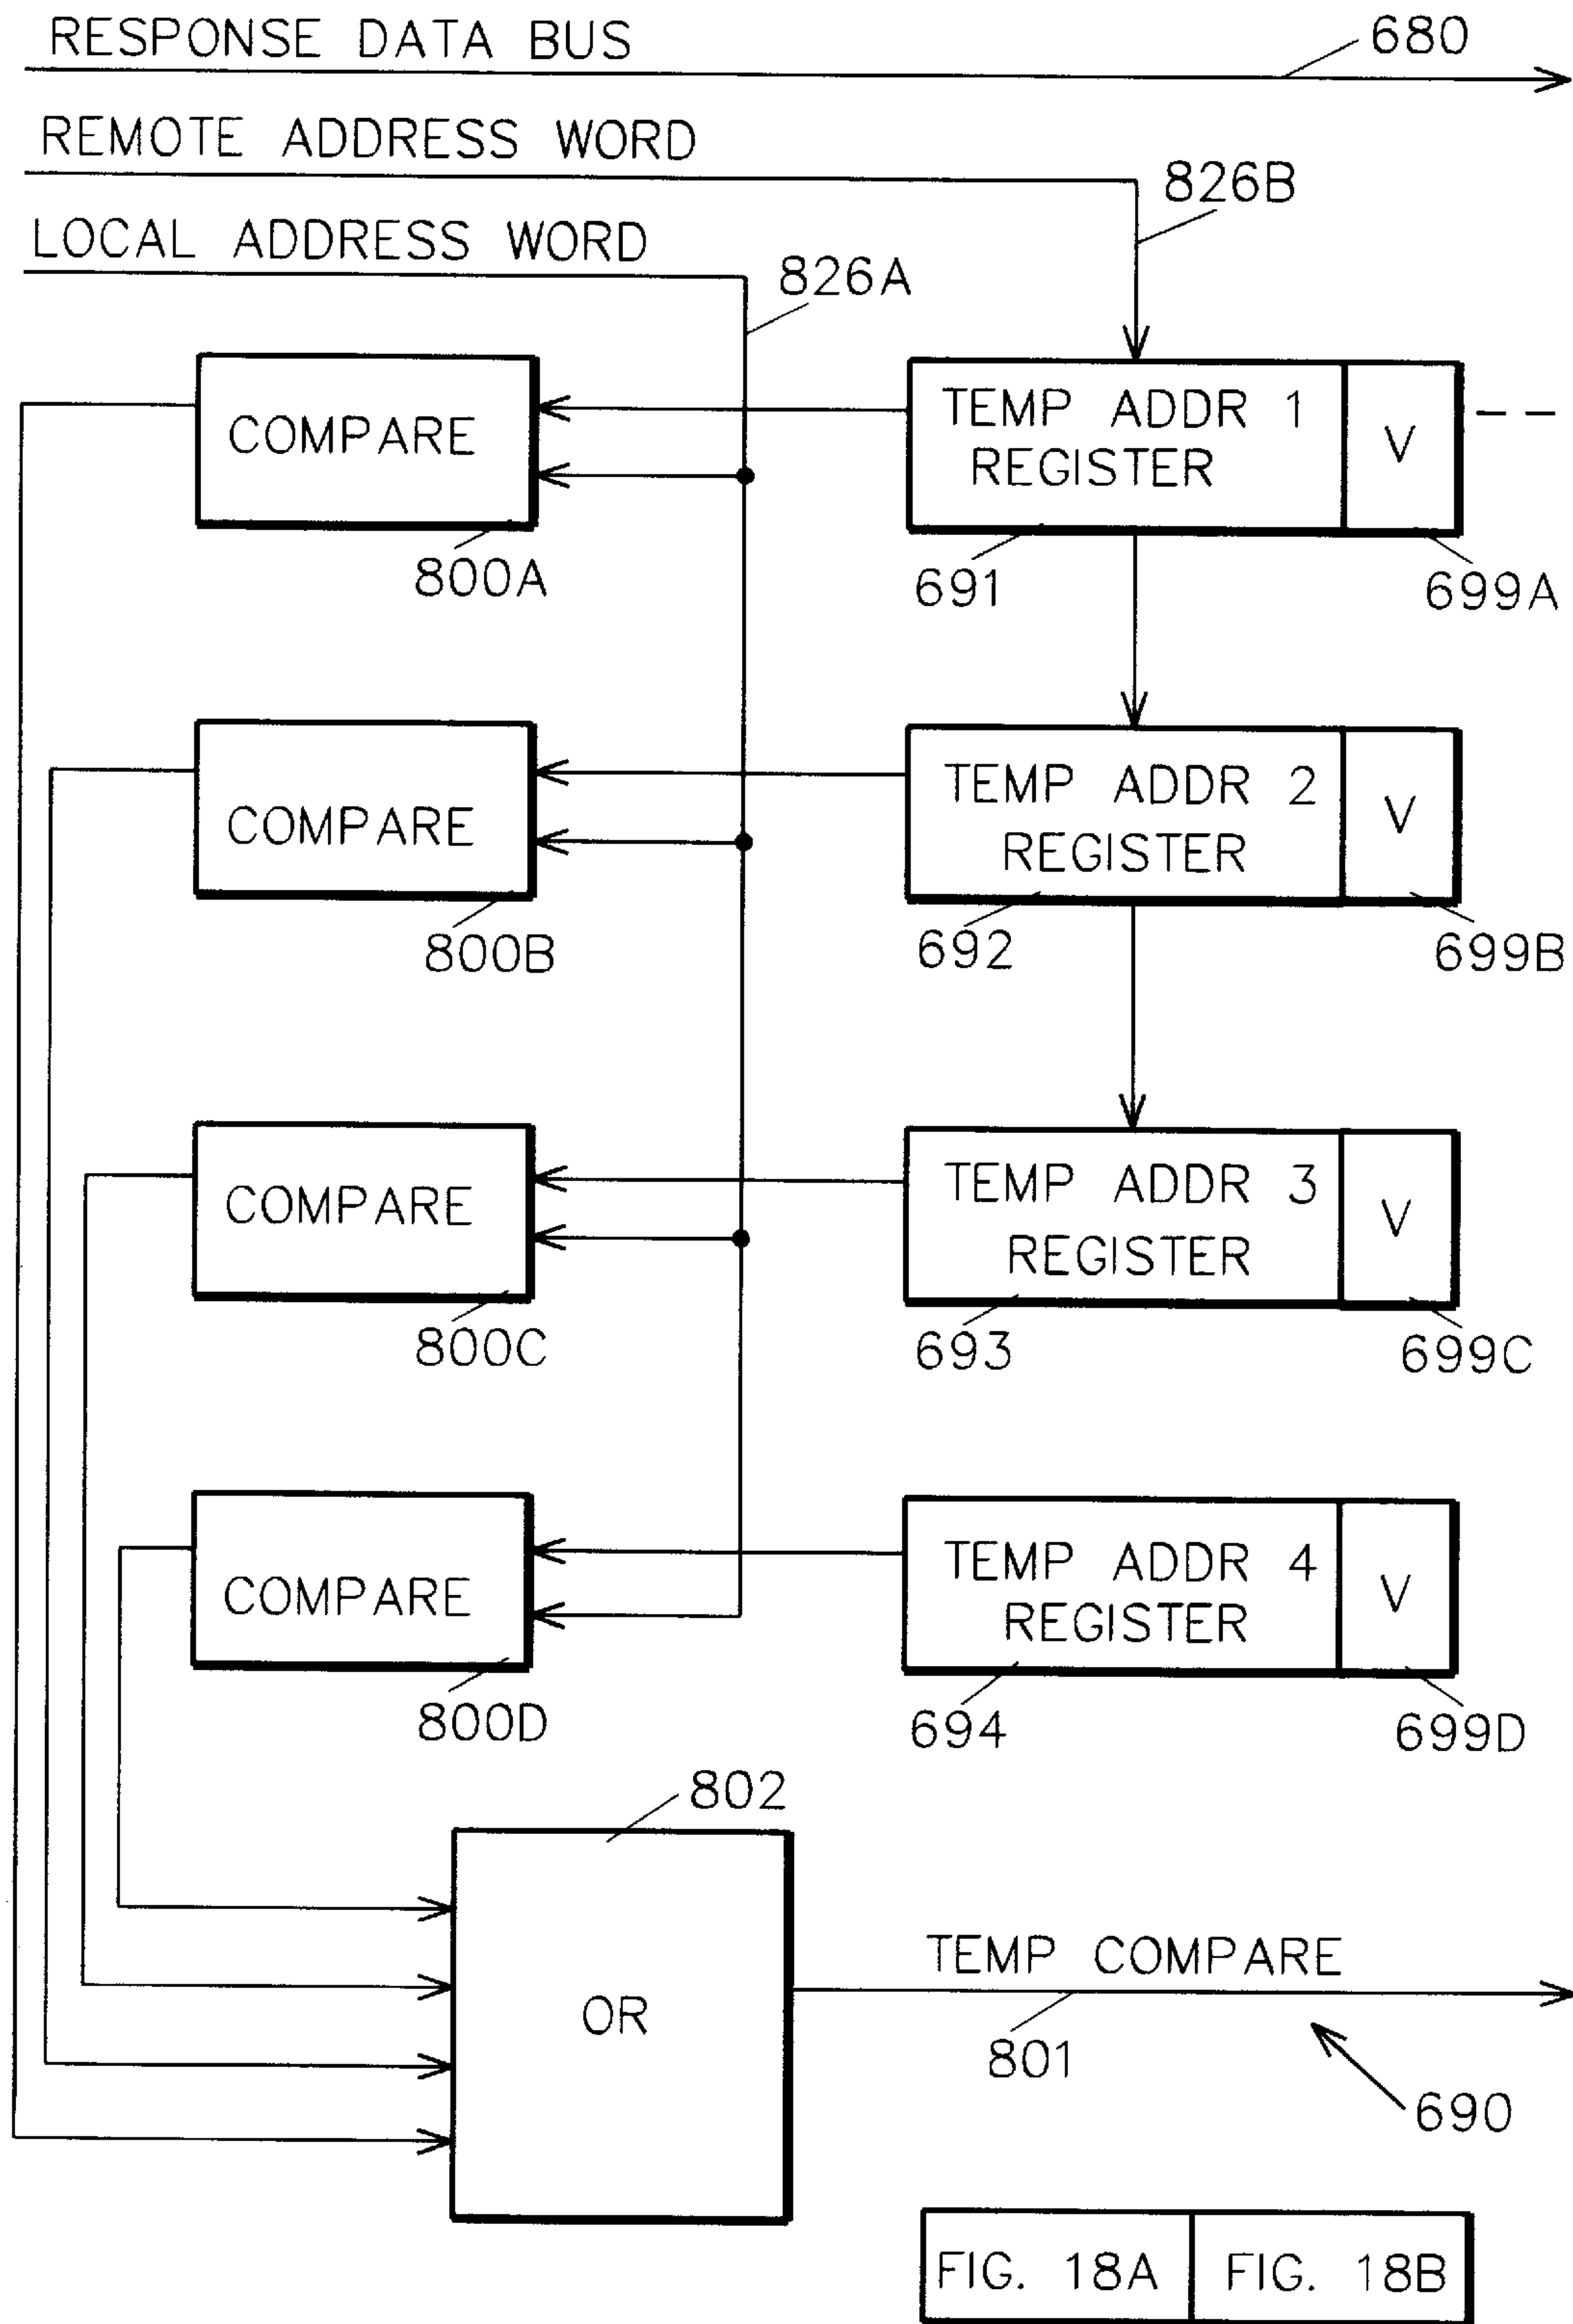 RESPONSE DATA BUS
680
REMOTE ADDRESS WORD
826B
LOCAL ADDRESS WORD
826A
COMPARE
TEMP ADDR 1
REGISTER
V
800A
691
699A
COMPARE
TEMP ADDR 2
REGISTER
V
800B
692
699B
COMPARE
TEMP ADDR 3
REGISTER
V
800C
693
699C
COMPARE
TEMP ADDR 4
REGISTER
V
800D
694
699D
802
OR
TEMP COMPARE
801
690
FIG. 18A
FIG. 18B